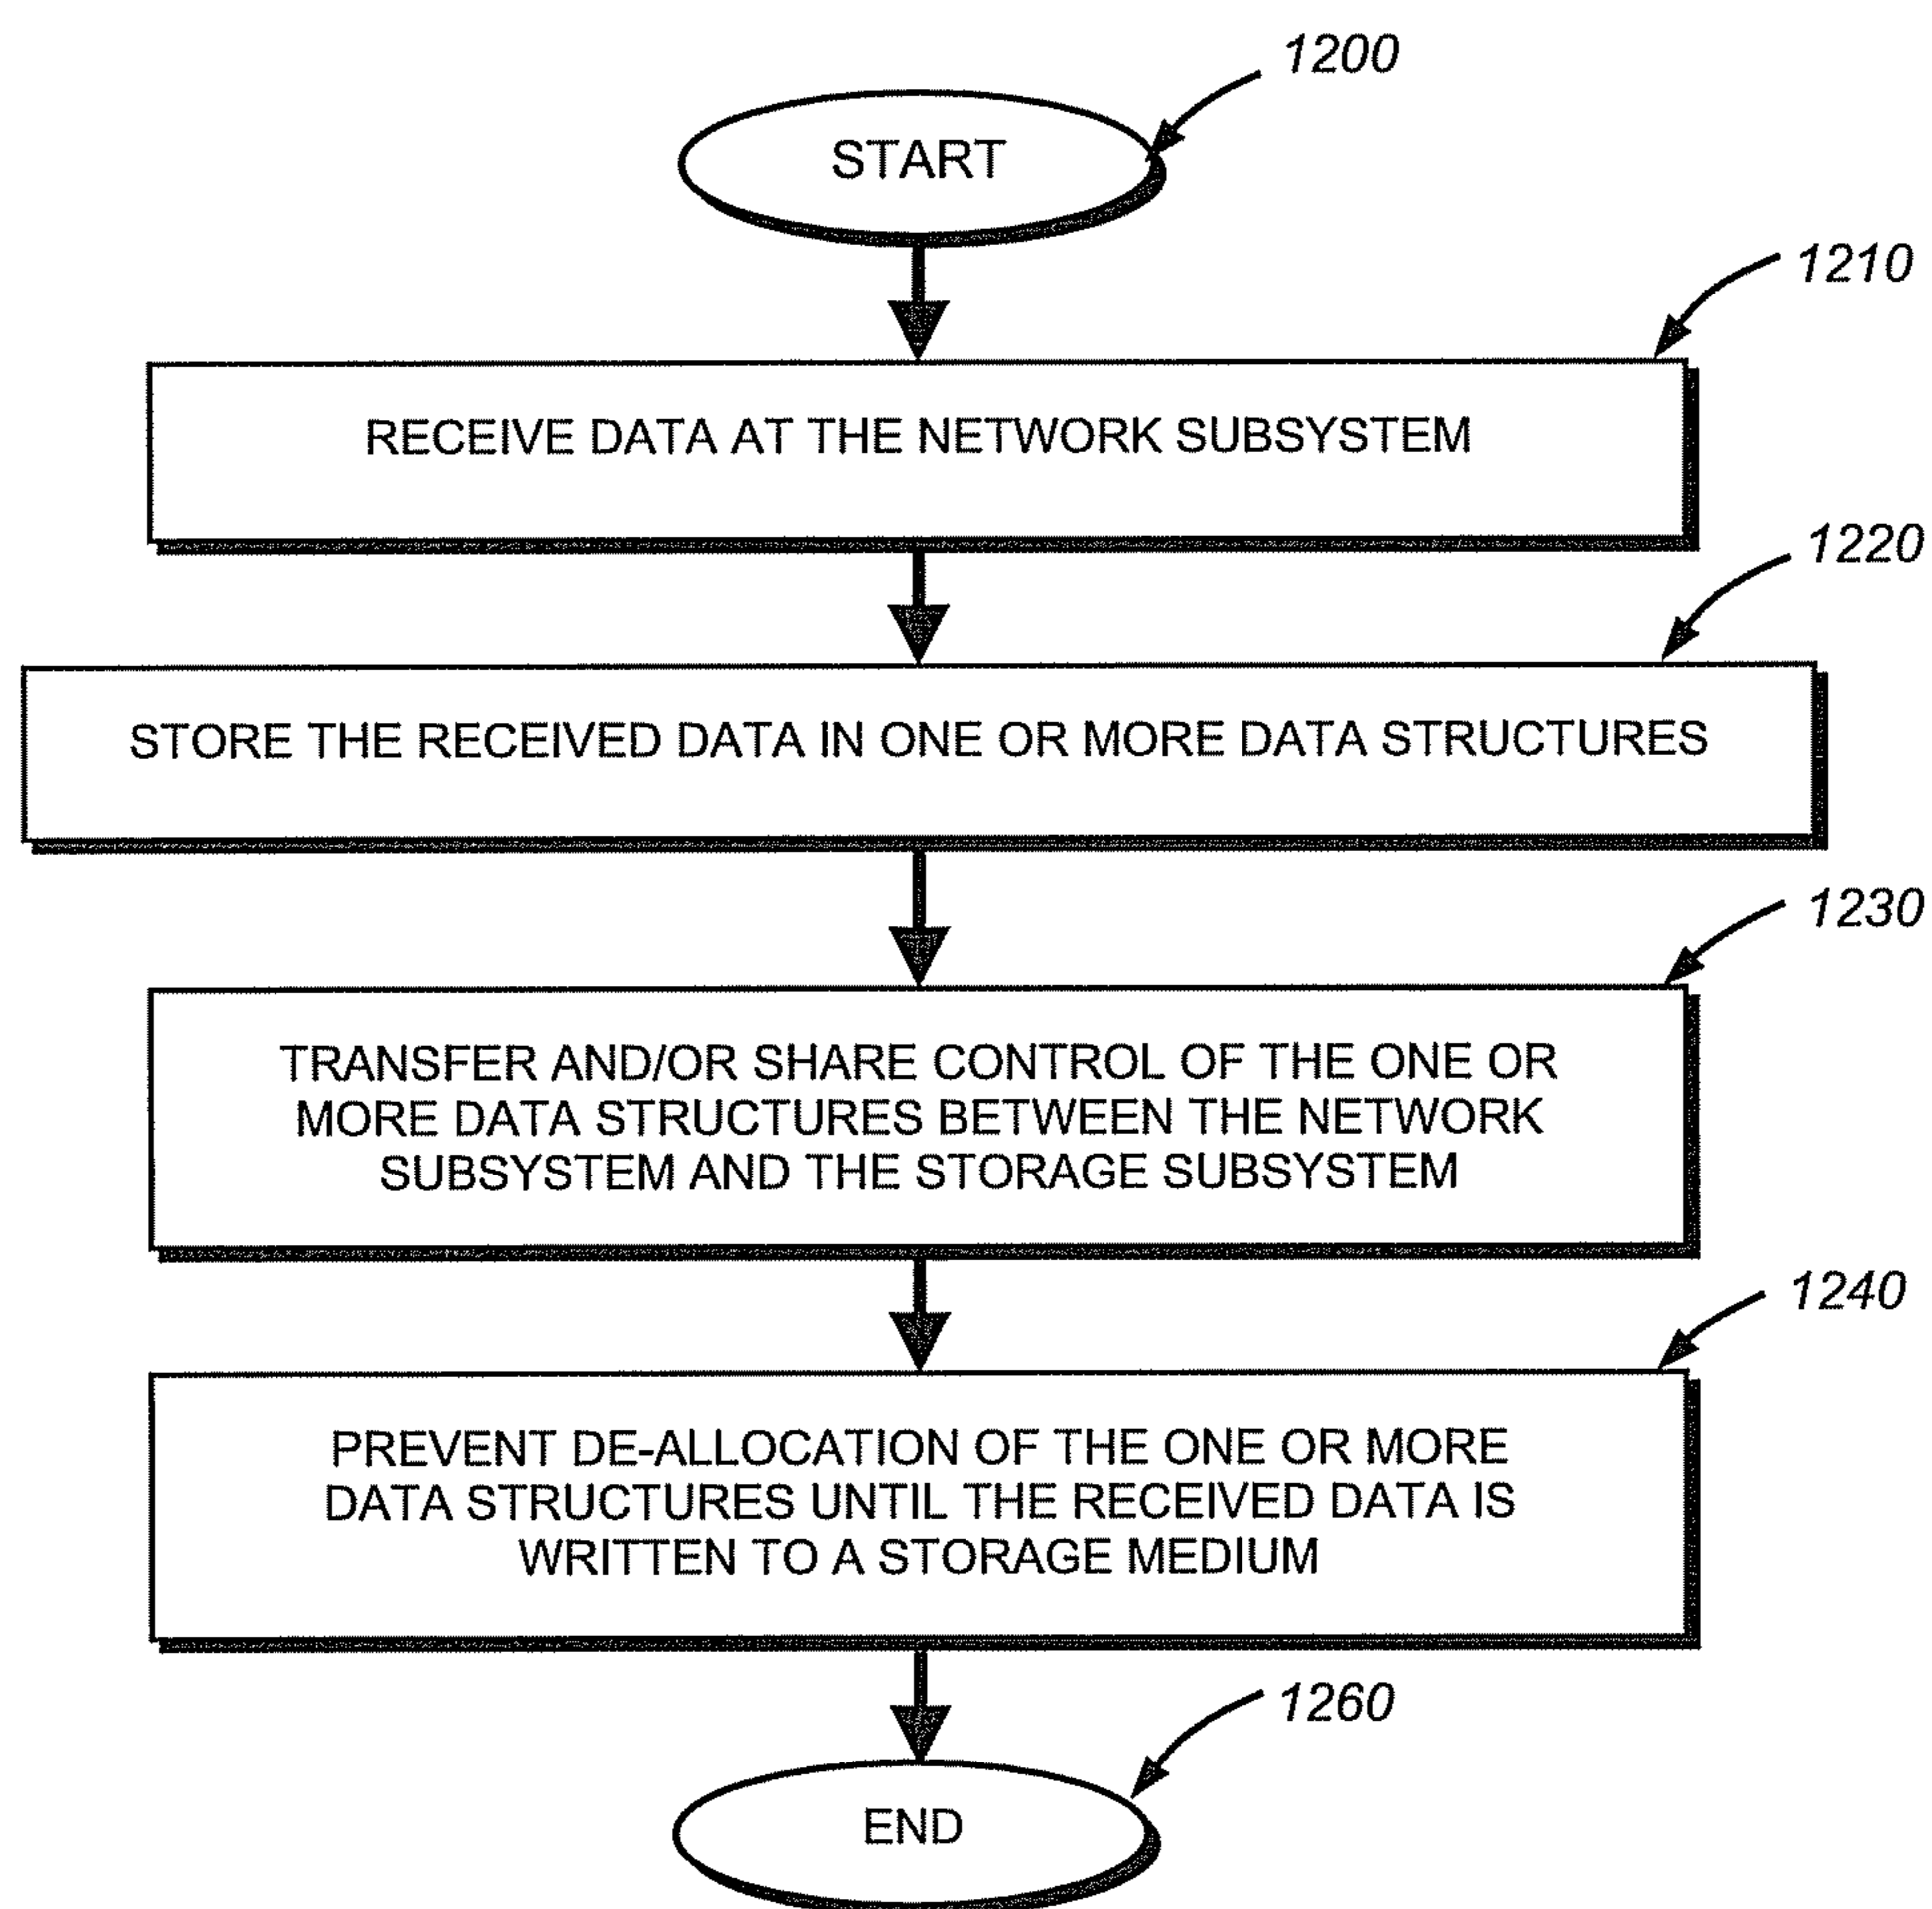 1200
START
1210
RECEIVE DATA AT THE NETWORK SUBSYSTEM
1220
STORE THE RECEIVED DATA IN ONE OR MORE DATA STRUCTURES
1230
TRANSFER AND/OR SHARE CONTROL OF THE ONE OR
MORE DATA STRUCTURES BETWEEN THE NETWORK
SUBSYSTEM AND THE STORAGE SUBSYSTEM
1240
PREVENT DE-ALLOCATION OF THE ONE OR MORE
DATA STRUCTURES UNTIL THE RECEIVED DATA IS
WRITTEN TO A STORAGE MEDIUM
1260
END